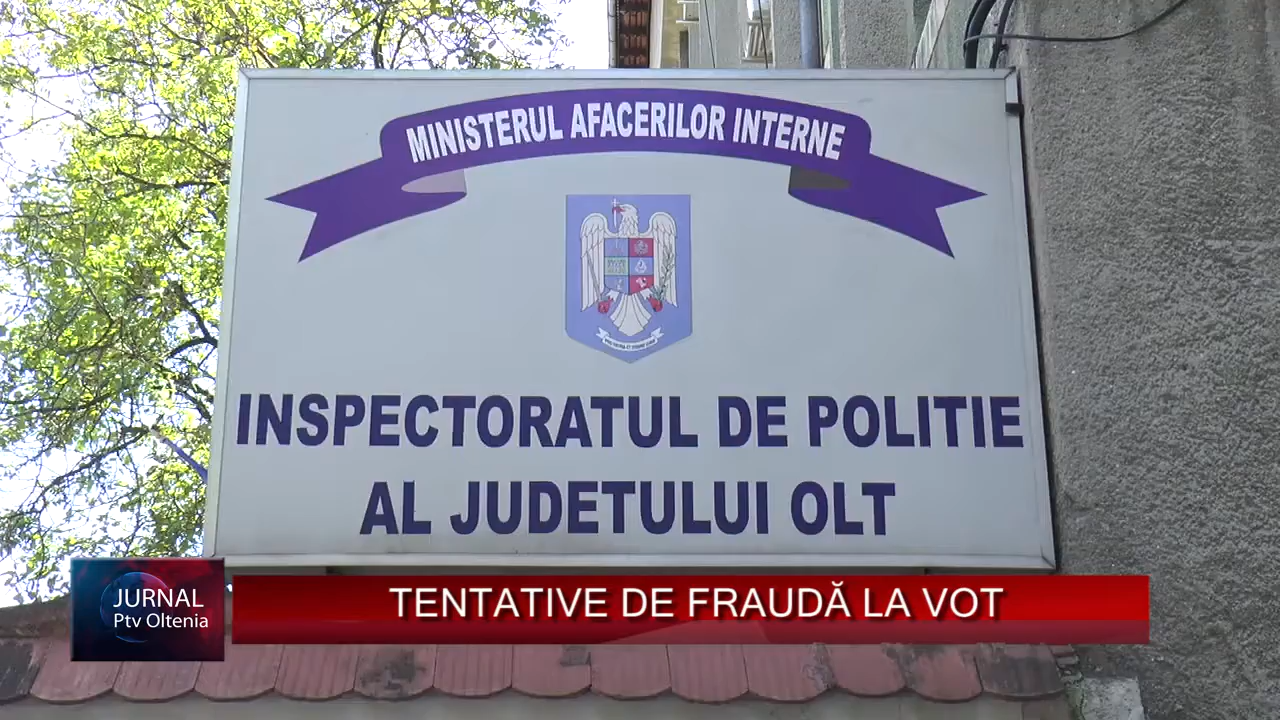 MINISTERUL AFACERILOR INTERNE
INSPECTORATUL DE POLITIE
AL JUDETULUI OLT
JURNAL
Ptv Oltenia
TENTATIVE DE FRAUDĂ LA VOT